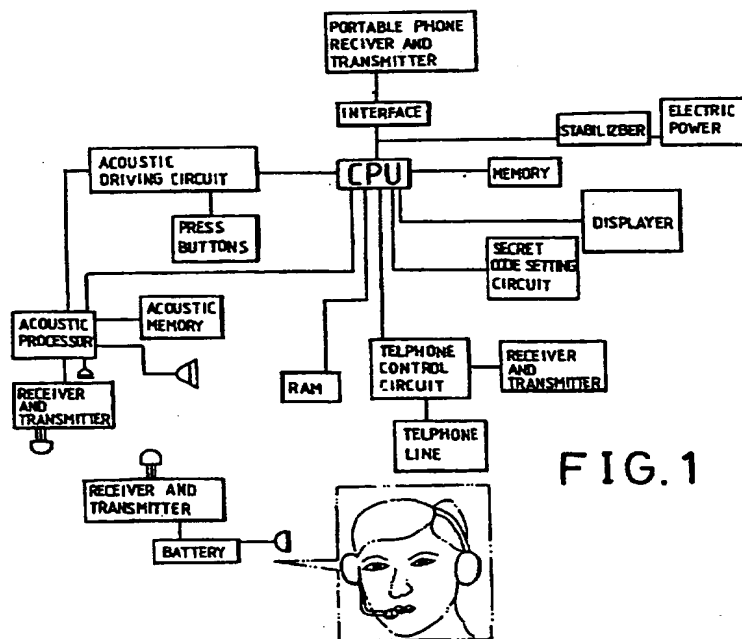 PORTABLE PHONE
RECIVER AND
TRANSMITTER
INTERFACE
STABILIZBER
ELECTRIC
POWER
ACOUSTIC
DRIVING CIRCUIT
CPU
MEMORY
PRESS
BUTTONS
DISPLAYER
SECRET
CODE SETTING
CIRCUIT
ACOUSTIC
PROCESSOR
ACOUSTIC
MEMORY
RAM
TELPHONE
CONTROL
CIRCUIT
RECEIVER
AND
TRANSMITTER
RECEIVER
AND
TRANSMITTER
TELPHONE
LINE
FIG.1
RECEIVER AND
TRANSMITTER
BATTERY